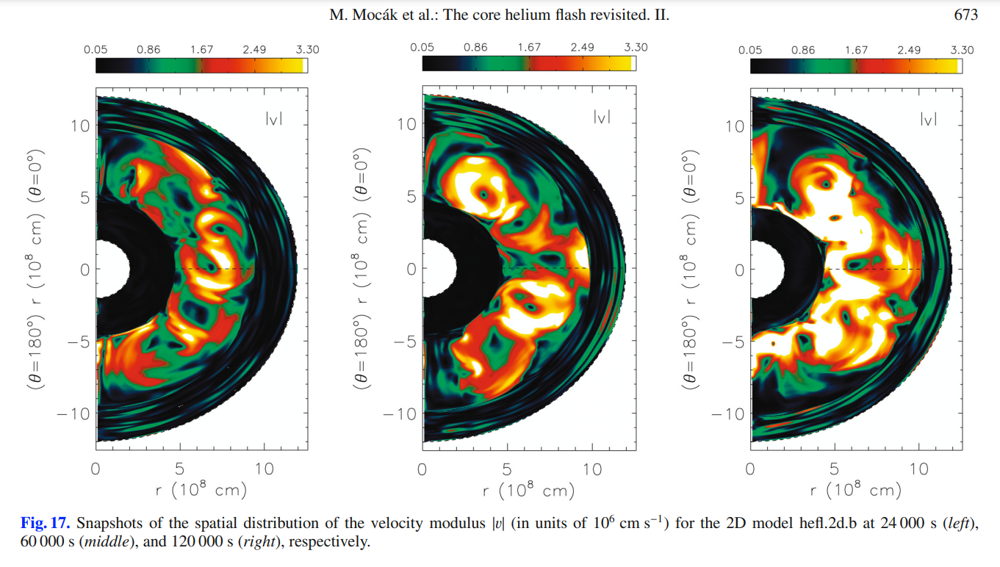 M. Mocák et al.: The core helium flash revisited. II.
673
0.05 0.86 1.67 2.49 3.30
0.05 0.86 1.67 2.49 3.30
0.05 0.86 1.67 2.49 3.30
|v|
10
5
0
−5
−10
(θ=180°) r (10⁸ cm) (θ=0°)
0 5 10
r (10⁸ cm)
|v|
10
5
0
−5
−10
(θ=180°) r (10⁸ cm) (θ=0°)
0 5 10
r (10⁸ cm)
|v|
10
5
0
−5
−10
(θ=180°) r (10⁸ cm) (θ=0°)
0 5 10
r (10⁸ cm)
Fig. 17. Snapshots of the spatial distribution of the velocity modulus |v| (in units of 10⁶ cm s⁻¹) for the 2D model hefl.2d.b at 24 000 s (left),
60 000 s (middle), and 120 000 s (right), respectively.